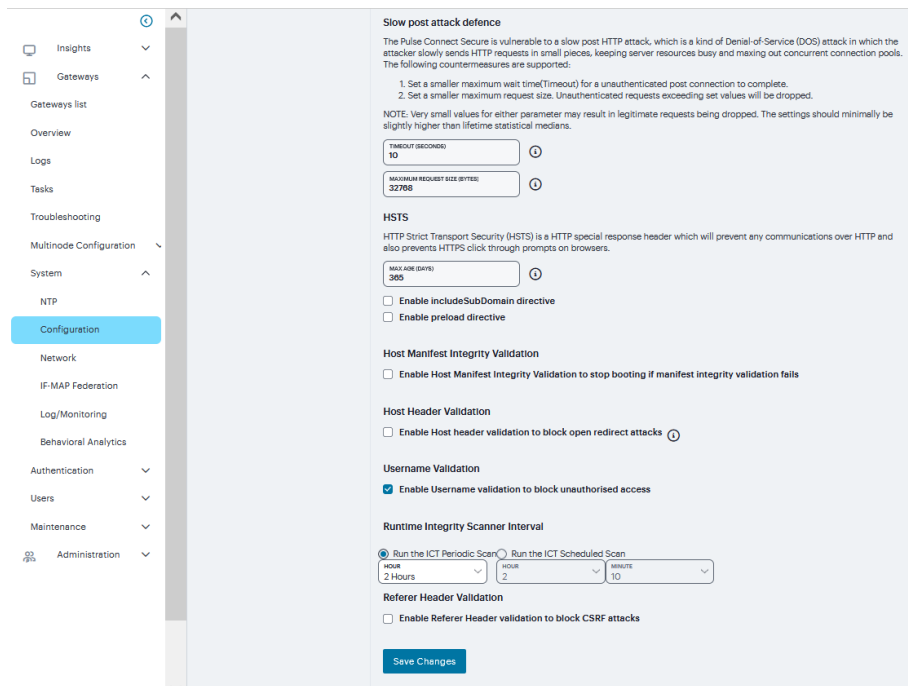 Insights
Gateways
Gateways list
Overview
Logs
Tasks
Troubleshooting
Multinode Configuration
System
NTP
Configuration
Network
IF-MAP Federation
Log/Monitoring
Behavioral Analytics
Authentication
Users
Maintenance
Administration
Slow post attack defence
The Pulse Connect Secure is vulnerable to a slow post HTTP attack, which is a kind of Denial-of-Service (DOS) attack in which the
attacker slowly sends HTTP requests in small pieces, keeping server resources busy and maxing out concurrent connection pools.
The following countermeasures are supported:
1. Set a smaller maximum wait time(Timeout) for a unauthenticated post connection to complete.
2. Set a smaller maximum request size. Unauthenticated requests exceeding set values will be dropped.
NOTE: Very small values for either parameter may result in legitimate requests being dropped. The settings should minimally be
slightly higher than lifetime statistical medians.
TIMEOUT (SECONDS)
10
MAXIMUM REQUEST SIZE (BYTES)
32768
HSTS
HTTP Strict Transport Security (HSTS) is a HTTP special response header which will prevent any communications over HTTP and
also prevents HTTPS click through prompts on browsers.
MAX AGE (DAYS)
365
Enable includeSubDomain directive
Enable preload directive
Host Manifest Integrity Validation
Enable Host Manifest Integrity Validation to stop booting if manifest integrity validation fails
Host Header Validation
Enable Host header validation to block open redirect attacks
Username Validation
Enable Username validation to block unauthorised access
Runtime Integrity Scanner Interval
Run the ICT Periodic Scan Run the ICT Scheduled Scan
HOUR HOUR MINUTE
2 Hours 2 10
Referer Header Validation
Enable Referer Header validation to block CSRF attacks
Save Changes